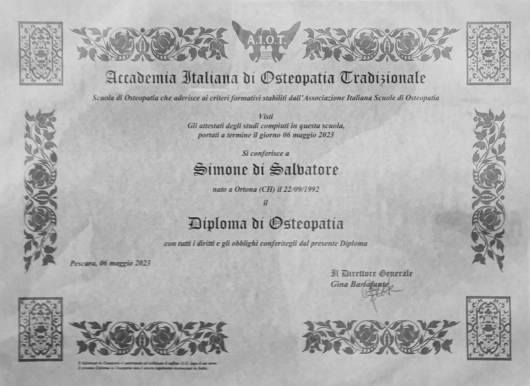 A.I.O.T.
Accademia Italiana di Osteopatia Tradizionale
Scuola di Osteopatia che aderisce ai criteri formativi stabiliti dall'Associazione Italiana Scuole di Osteopatia
Visti
Gli attestati degli studi compiuti in questa scuola,
portati a termine il giorno 06 maggio 2023
Si conferisce a
Simone di Salvatore
nato a Ortona (CH) il 22/09/1992
il
Diploma di Osteopatia
con tutti i diritti e gli obblighi conferitegli dal presente Diploma
Pescara, 06 maggio 2023
Il Direttore Generale
Gina Barlafante